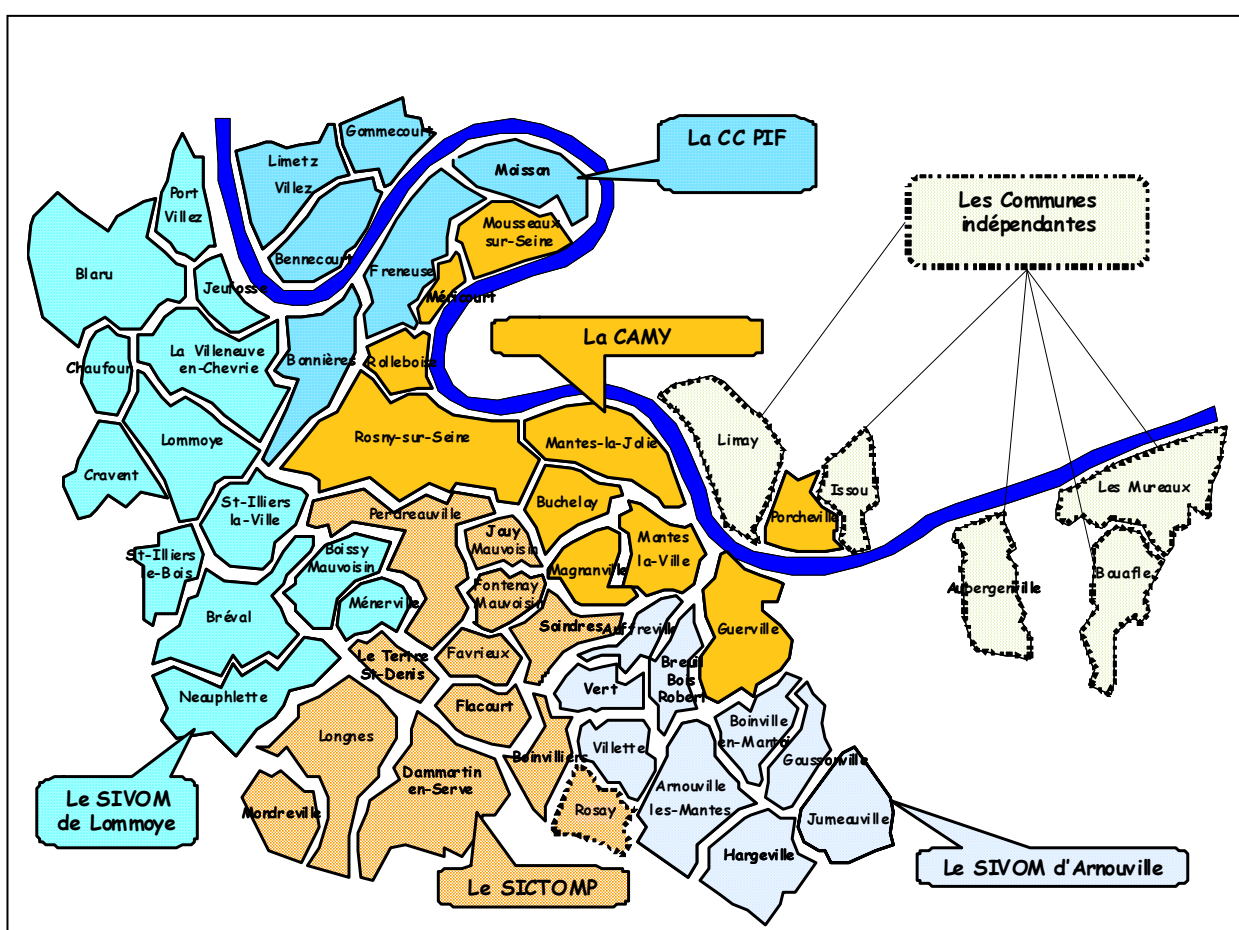 Gommecourt
La CC PIF
Limetz
Villez
Moisson
Port
Villez
Les Communes
indépendantes
Mousseaux
sur-Seine
Bennecourt
Blaru
Jeufosse
Freneuse
Méricourt
La CAMY
La Villeneuve
en-Chevrie
Chaufour
Bonnières
Rolleboise
Lommoye
Rosny-sur-Seine
Mantes-la-Jolie
Limay
Cravent
St-Illiers
la-Ville
Buchelay
Issou
Les Mureaux
Perdreauville
Porcheville
Jouy
Mauvoisin
Mantes
la-Ville
St-Illiers
le-Bois
Boissy
Mauvoisin
Magnanville
Bouafle
Fontenay
Mauvoisin
Aubergenville
Ménerville
Bréval
Soindres
Auffreville
Guerville
Le Tertre
St-Denis
Favrieux
Breuil
Bois
Robert
Neauphlette
Vert
Flacourt
Boinville
en-Mantois
Longnes
Villette
Boinvilliers
Goussonville
Dammartin
en-Serve
Arnouville
les-Mantes
Le SIVOM
de Lommoye
Mondreville
Rosay
Jumeauville
Hargeville
Le SIVOM d'Arnouville
Le SICTOMP